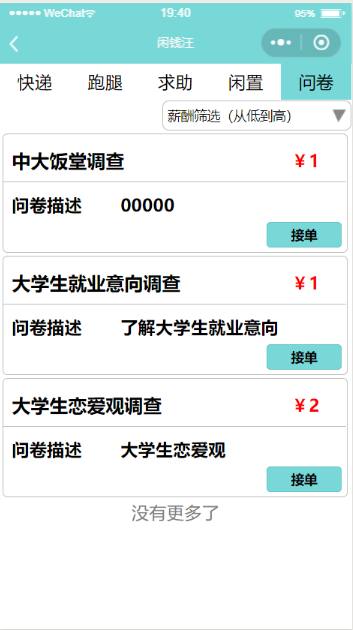 WeChat 19:40 95%
闲钱汪
快递 跑腿 求助 闲置 问卷
薪酬筛选（从低到高）
中大饭堂调查 ￥1
问卷描述 00000
接单
大学生就业意向调查 ￥1
问卷描述 了解大学生就业意向
接单
大学生恋爱观调查 ￥2
问卷描述 大学生恋爱观
接单
没有更多了